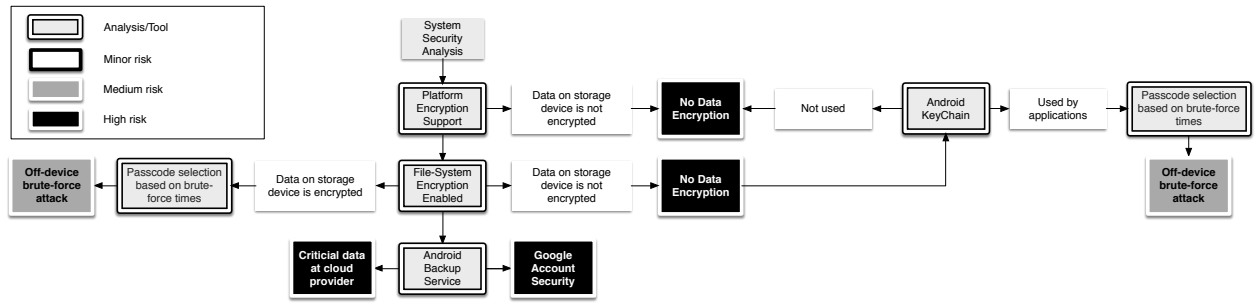 Analysis/Tool
Minor risk
Medium risk
High risk
System
Security
Analysis
Platform
Encryption
Support
Data on storage
device is not
encrypted
No Data
Encryption
Not used
Android
KeyChain
Used by
applications
Passcode selection
based on brute-force
times
Off-device
brute-force
attack
Passcode selection
based on brute-
force times
Data on storage
device is encrypted
File-System
Encryption
Enabled
Data on storage
device is not
encrypted
No Data
Encryption
Off-device
brute-force
attack
Criticial data
at cloud
provider
Android
Backup
Service
Google
Account
Security